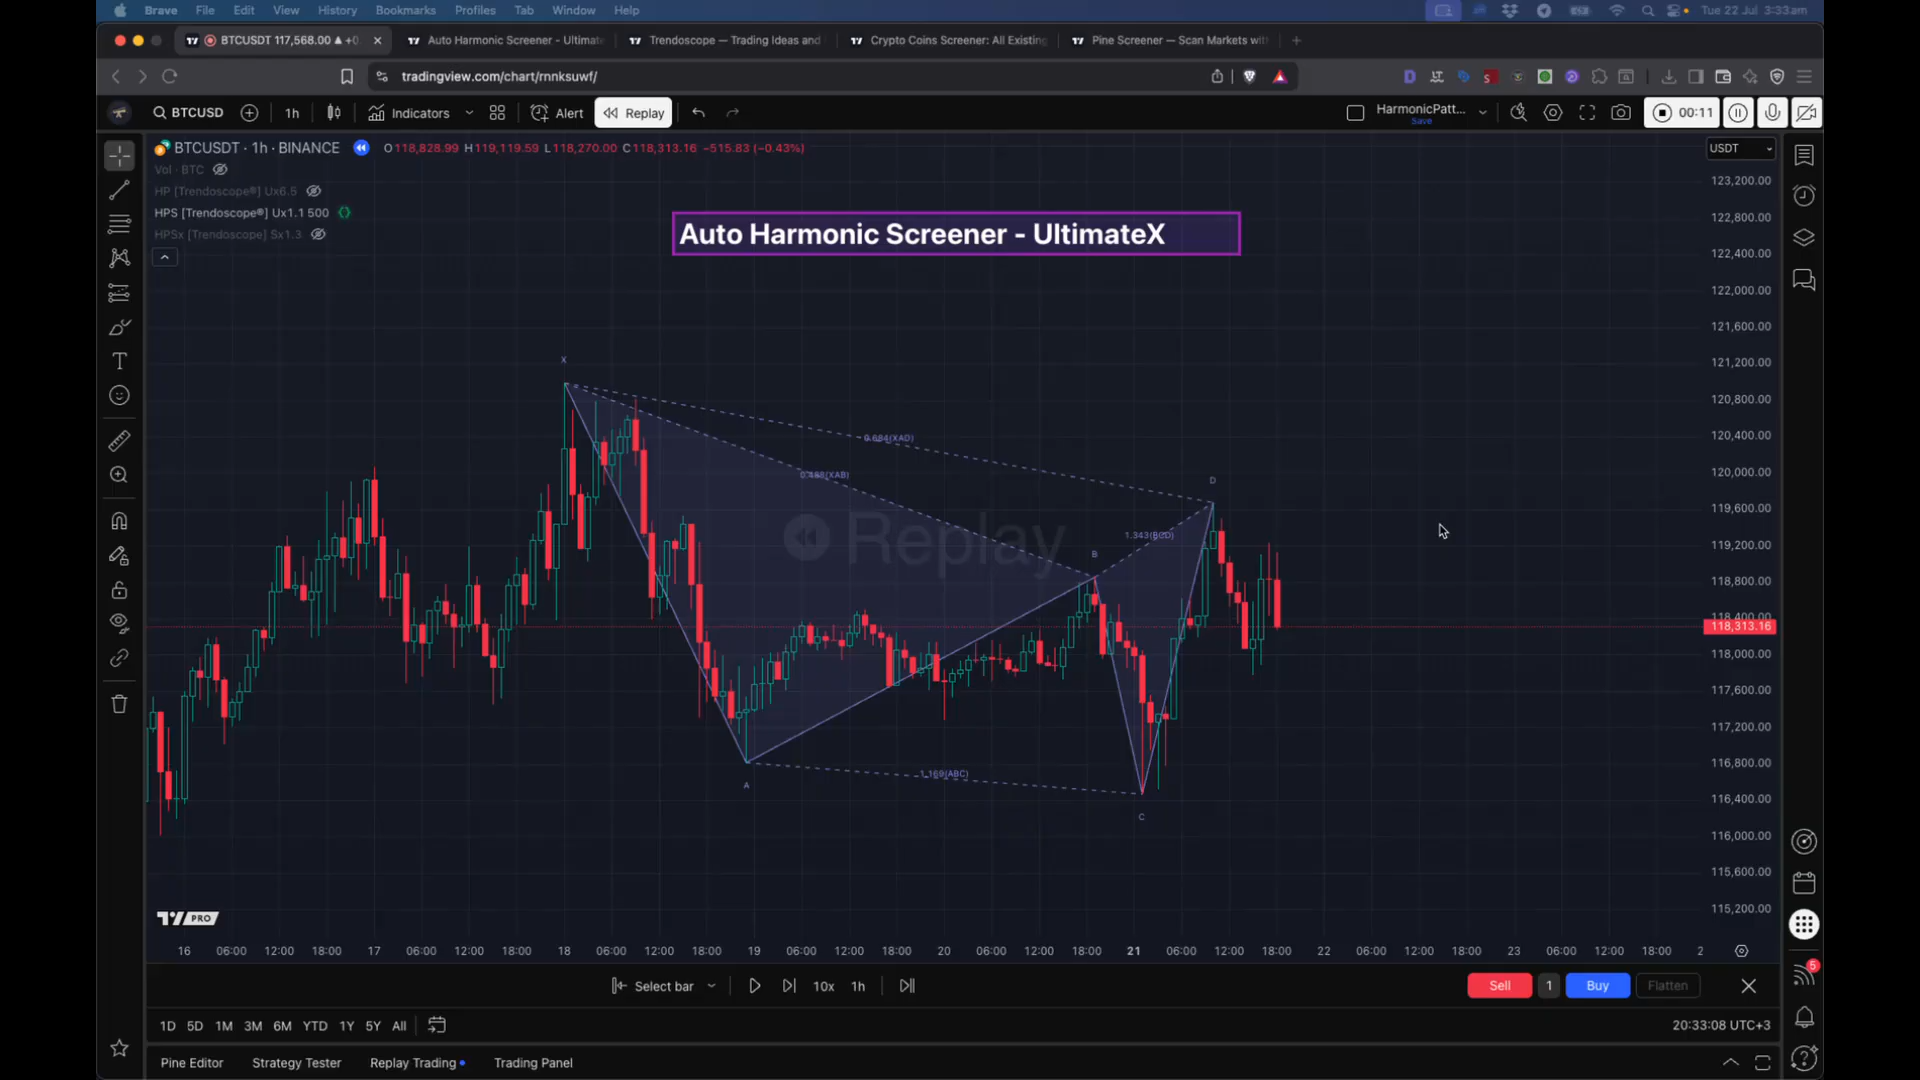 Brave File Edit View History Bookmarks Profiles Tab Window Help Tue 22 Jul 3:33am
BTCUSDT 117,568.00 ▲ +0
Auto Harmonic Screener - Ultimate
Trendoscope — Trading Ideas and
Crypto Coins Screener: All Existing
Pine Screener — Scan Markets with
tradingview.com/chart/rnnksuwf/
BTCUSD 1h Indicators Alert Replay HarmonicPatt... 00:11
Save
BTCUSDT · 1h · BINANCE O118,828.99 H119,119.59 L118,270.00 C118,313.16 −515.83 (−0.43%) USDT
Vol · BTC
HP [Trendoscope®] Ux6.5
HPS [Trendoscope®] Ux1.1 500
HPSx [Trendoscope] Sx1.3
Auto Harmonic Screener - UltimateX
123,200.00
122,800.00
122,400.00
122,000.00
121,600.00
121,200.00
120,800.00
120,400.00
120,000.00
119,600.00
119,200.00
118,800.00
118,400.00
118,313.16
118,000.00
117,600.00
117,200.00
116,800.00
116,400.00
116,000.00
115,600.00
115,200.00
X
0.684(XAD)
0.488(XAB)
D
Replay
1.343(BCD)
B
1.169(ABC)
A
C
TV PRO
16 06:00 12:00 18:00 17 06:00 12:00 18:00 18 06:00 12:00 18:00 19 06:00 12:00 18:00 20 06:00 12:00 18:00 21 06:00 12:00 18:00 22 06:00 12:00 18:00 23 06:00 12:00 18:00 2
Select bar 10x 1h Sell 1 Buy Flatten
5
1D 5D 1M 3M 6M YTD 1Y 5Y All 20:33:08 UTC+3
Pine Editor Strategy Tester Replay Trading Trading Panel